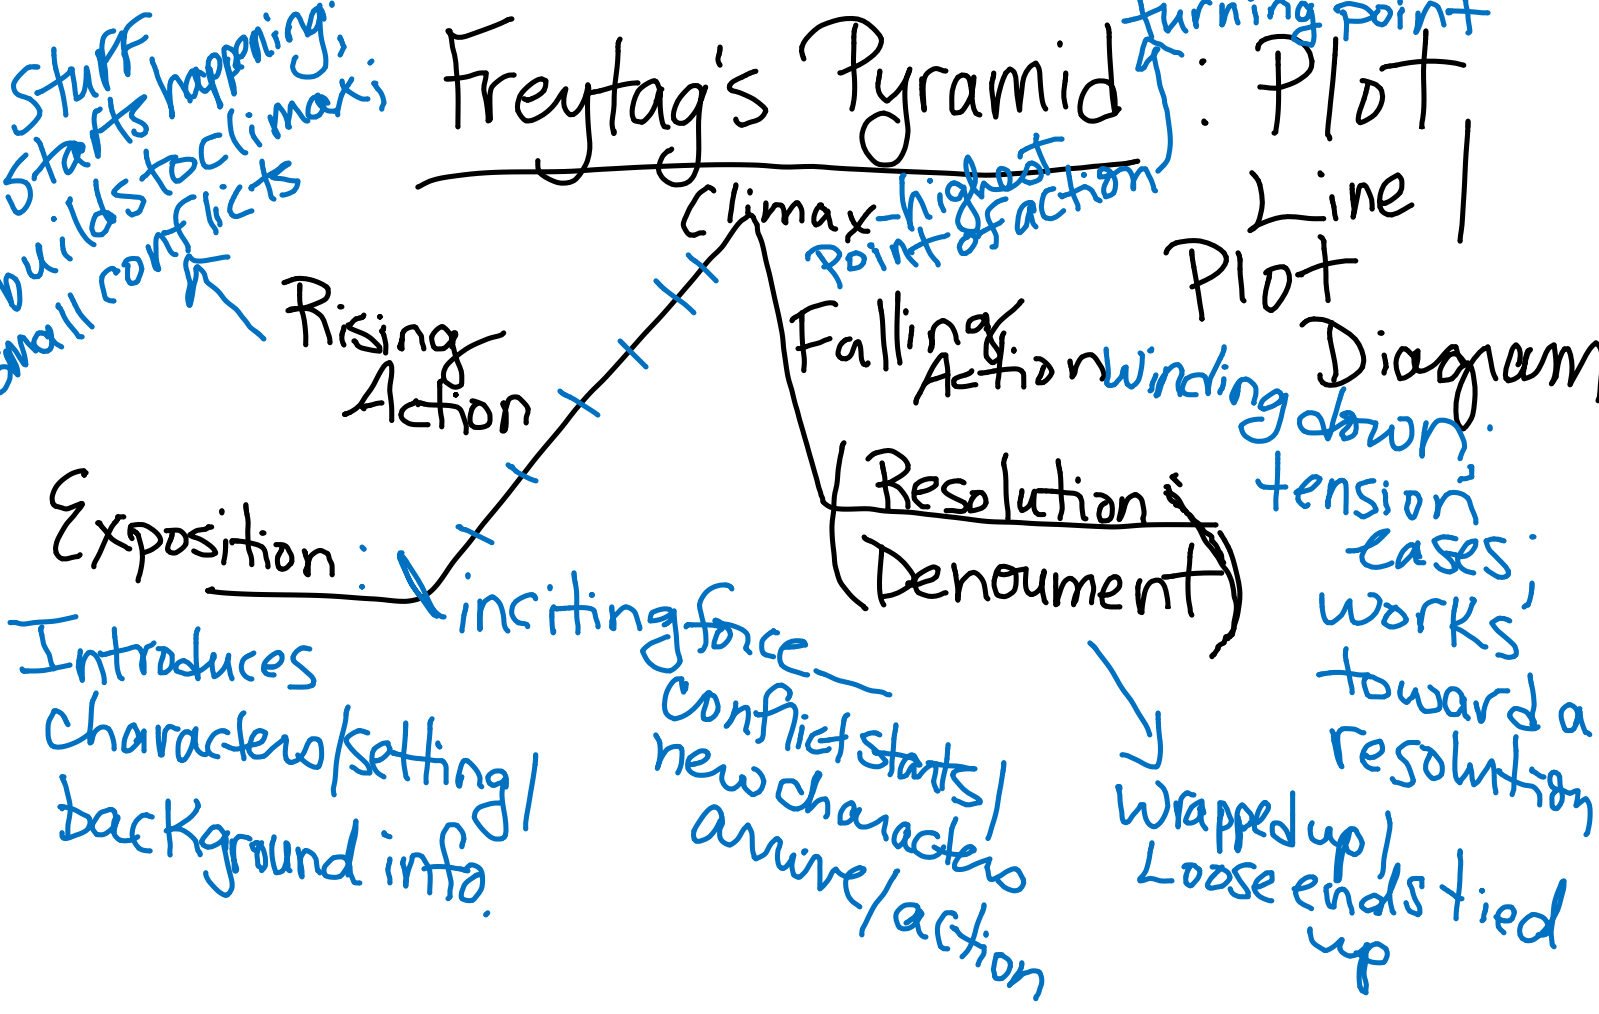 Freytag's Pyramid : Plot
Line /
Plot
Diagram
turning point
Stuff
starts happening;
builds to climax;
small conflicts
Climax - highest
point of action
Rising
Action
Falling
Action
winding
down;
tension
eases;
works
toward a
resolution
(Resolution)
(Denoument)
Exposition :
Introduces
characters/setting/
background info.
inciting force
conflict starts/
new characters
arrive/action
wrapped up/
Loose ends tied
up